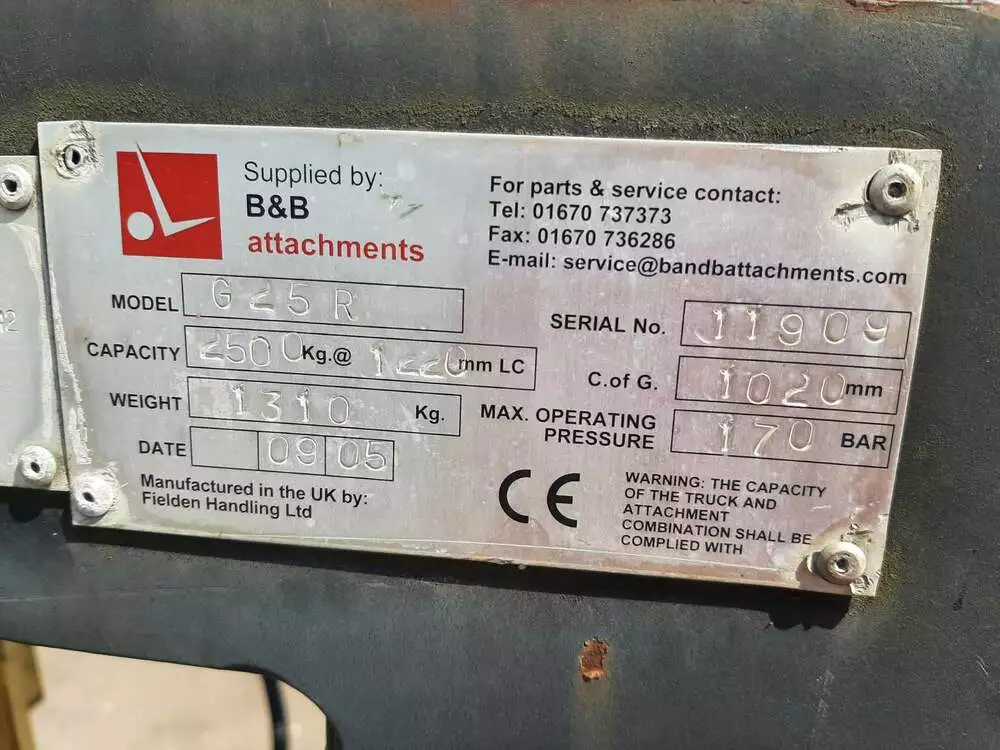 Supplied by:
B&B
attachments
For parts & service contact:
Tel: 01670 737373
Fax: 01670 736286
E-mail: service@bandbattachments.com
MODEL G25R
CAPACITY 2500 Kg.@ 1220 mm LC
WEIGHT 1310 Kg.
DATE 09 05
Manufactured in the UK by:
Fielden Handling Ltd
SERIAL No. 11909
C.of G. 1020 mm
MAX. OPERATING
PRESSURE 170 BAR
CE
WARNING: THE CAPACITY
OF THE TRUCK AND
ATTACHMENT
COMBINATION SHALL BE
COMPLIED WITH